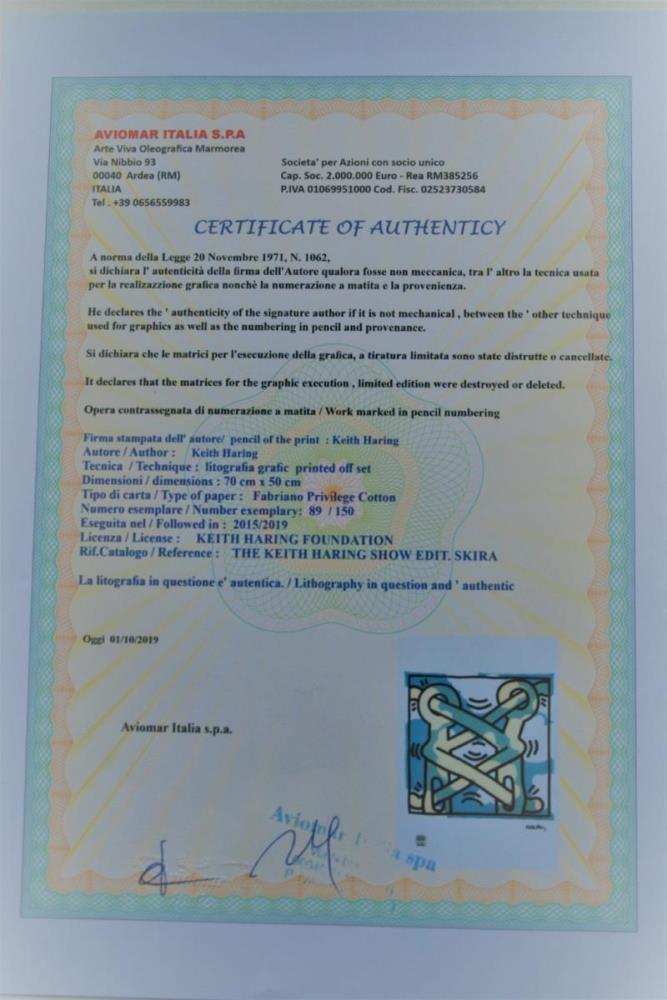 AVIOMAR ITALIA S.P.A
Arte Viva Oleografica Marmorea
Via Nibbio 93
00040 Ardea (RM)
ITALIA
Tel . +39 0656559983
Societa' per Azioni con socio unico
Cap. Soc. 2.000.000 Euro - Rea RM385256
P.IVA 01069951000 Cod. Fisc. 02523730584
CERTIFICATE OF AUTHENTICY
A norma della Legge 20 Novembre 1971, N. 1062,
si dichiara l' autenticità della firma dell'Autore qualora fosse non meccanica, tra l' altro la tecnica usata
per la realizazzione grafica nonchè la numerazione a matita e la provenienza.
He declares the ' authenticity of the signature author if it is not mechanical , between the ' other technique
used for graphics as well as the numbering in pencil and provenance.
Si dichiara che le matrici per l'esecuzione della grafica, a tiratura limitata sono state distrutte o cancellate.
It declares that the matrices for the graphic execution , limited edition were destroyed or deleted.
Opera contrassegnata di numerazione a matita / Work marked in pencil numbering
Firma stampata dell' autore/ pencil of the print : Keith Haring
Autore / Author : Keith Haring
Tecnica / Technique : litografia grafic printed off set
Dimensioni / dimensions : 70 cm x 50 cm
Tipo di carta / Type of paper : Fabriano Privilege Cotton
Numero esemplare / Number exemplary: 89 / 150
Eseguita nel / Followed in : 2015/2019
Licenza / License : KEITH HARING FOUNDATION
Rif.Catalogo / Reference : THE KEITH HARING SHOW EDIT. SKIRA
La litografia in questione e' autentica. / Lithography in question and ' authentic
Oggi 01/10/2019
Aviomar Italia s.p.a.
spa